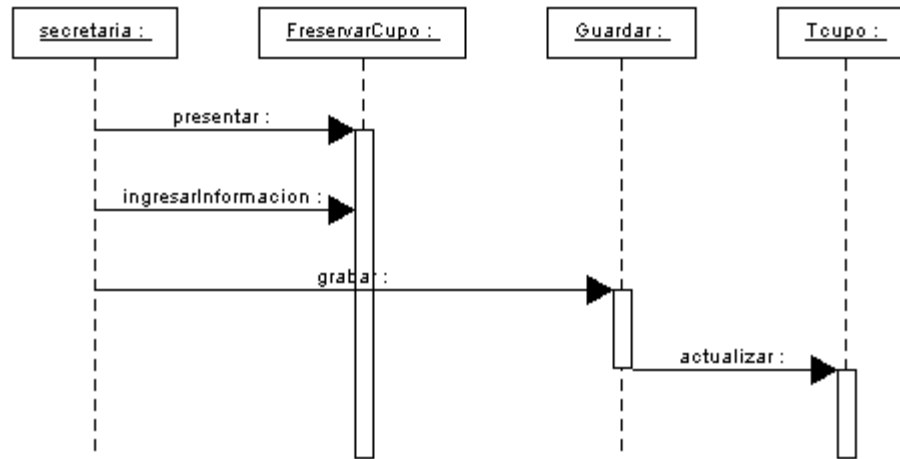 secretaria :
FreservarCupo :
Guardar :
Tcupo :
presentar :
ingresarInformacion :
grabar :
actualizar :